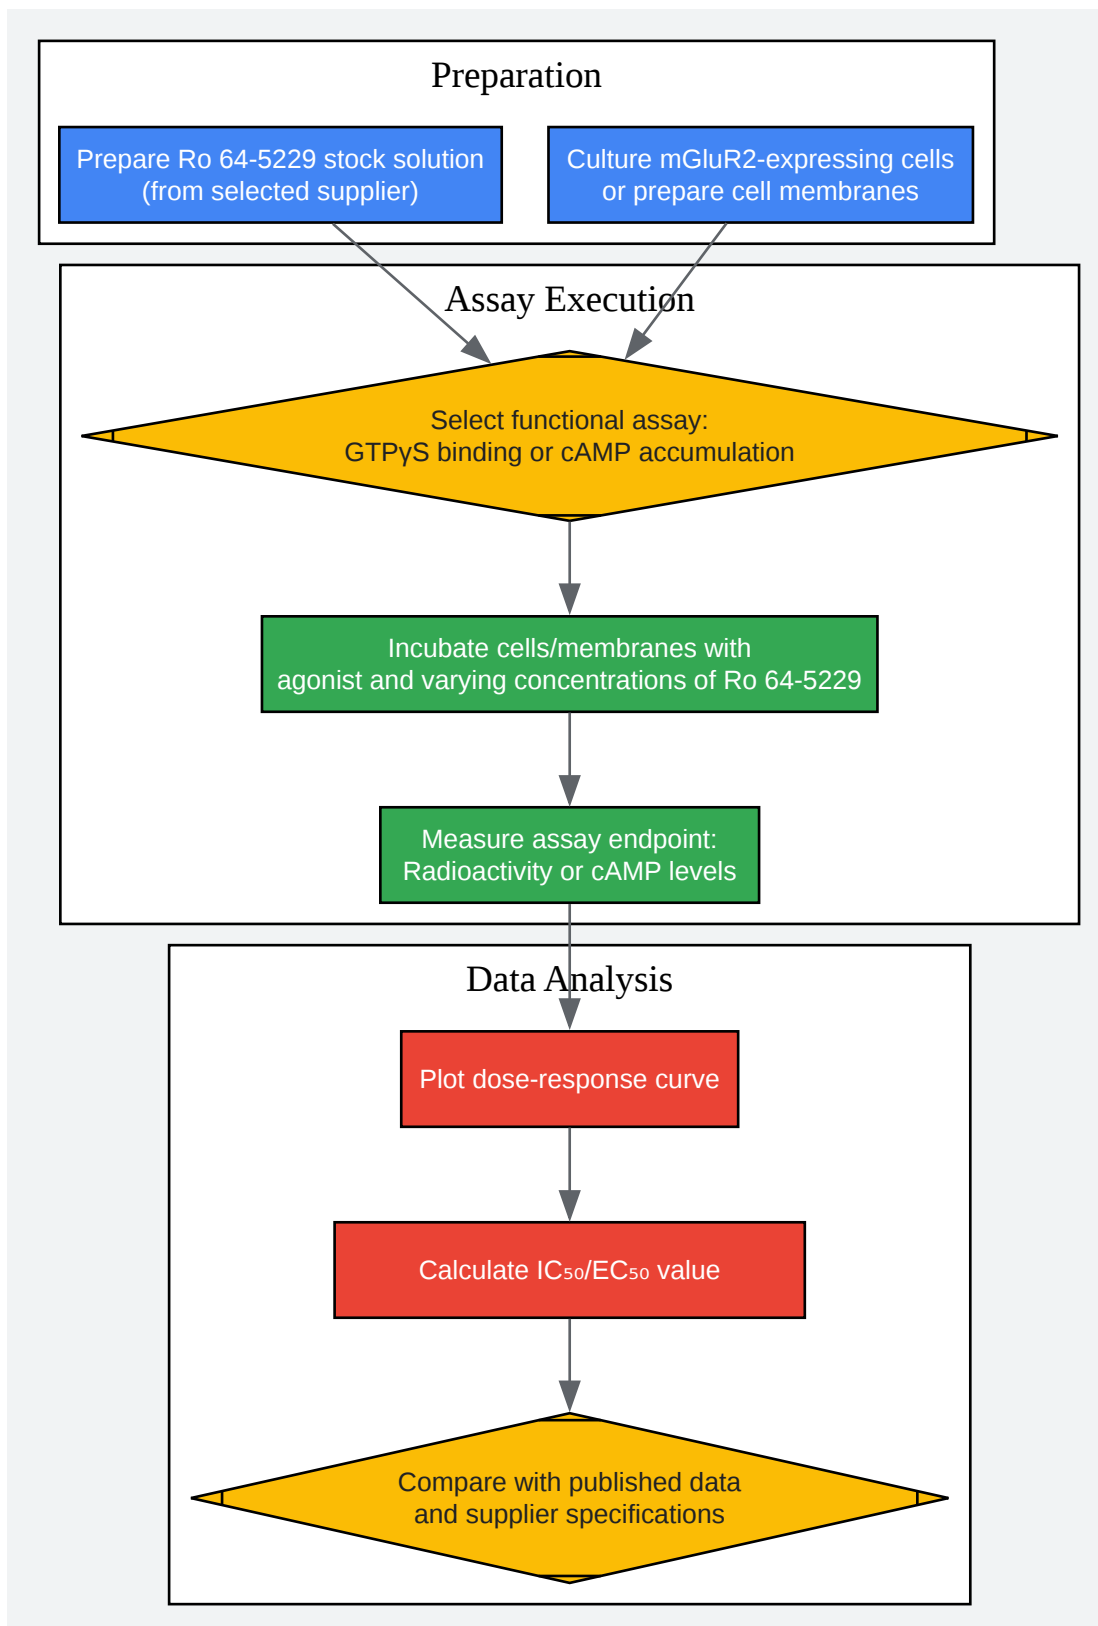 Preparation
Prepare Ro 64-5229 stock solution
(from selected supplier)
Culture mGluR2-expressing cells
or prepare cell membranes
Assay Execution
Select functional assay:
GTPγS binding or cAMP accumulation
Incubate cells/membranes with
agonist and varying concentrations of Ro 64-5229
Measure assay endpoint:
Radioactivity or cAMP levels
Data Analysis
Plot dose-response curve
Calculate IC₅₀/EC₅₀ value
Compare with published data
and supplier specifications